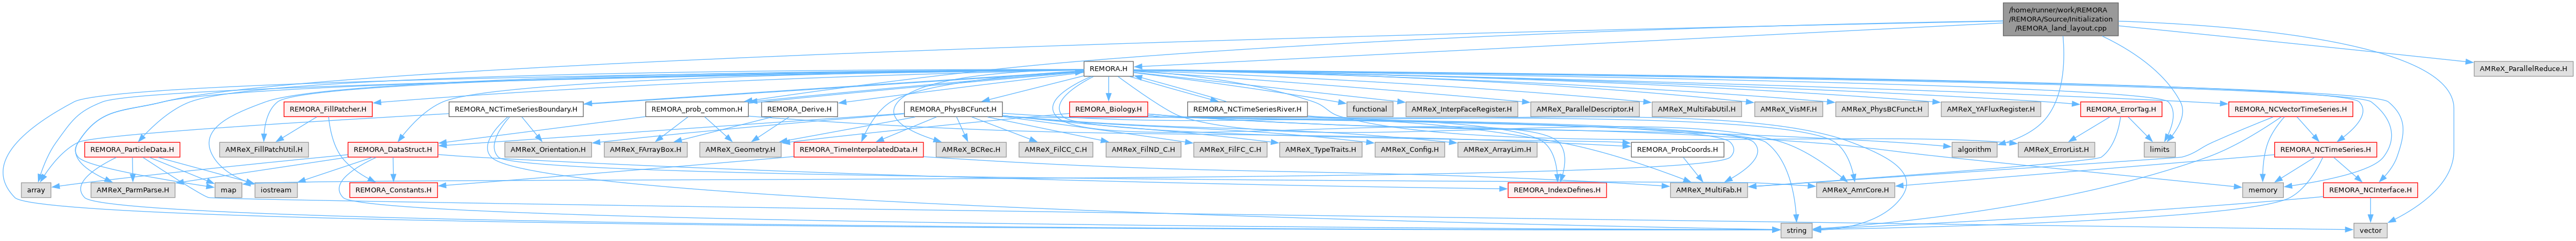 /home/runner/work/REMORA
/REMORA/Source/Initialization
/REMORA_land_layout.cpp
REMORA.H
AMReX_ParallelReduce.H
REMORA_FillPatcher.H
REMORA_NCTimeSeriesBoundary.H
REMORA_prob_common.H
REMORA_Derive.H
REMORA_PhysBCFunct.H
REMORA_Biology.H
REMORA_NCTimeSeriesRiver.H
functional
AMReX_InterpFaceRegister.H
AMReX_ParallelDescriptor.H
AMReX_MultiFabUtil.H
AMReX_VisMF.H
AMReX_PhysBCFunct.H
AMReX_YAFluxRegister.H
REMORA_ErrorTag.H
REMORA_NCVectorTimeSeries.H
REMORA_ParticleData.H
AMReX_FillPatchUtil.H
REMORA_DataStruct.H
AMReX_Orientation.H
AMReX_FArrayBox.H
AMReX_Geometry.H
REMORA_TimeInterpolatedData.H
AMReX_BCRec.H
AMReX_FilCC_C.H
AMReX_FilND_C.H
AMReX_FilFC_C.H
AMReX_TypeTraits.H
AMReX_Config.H
AMReX_ArrayLim.H
REMORA_ProbCoords.H
algorithm
AMReX_ErrorList.H
limits
REMORA_NCTimeSeries.H
array
AMReX_ParmParse.H
map
iostream
REMORA_Constants.H
REMORA_IndexDefines.H
AMReX_MultiFab.H
AMReX_AmrCore.H
memory
REMORA_NCInterface.H
string
vector